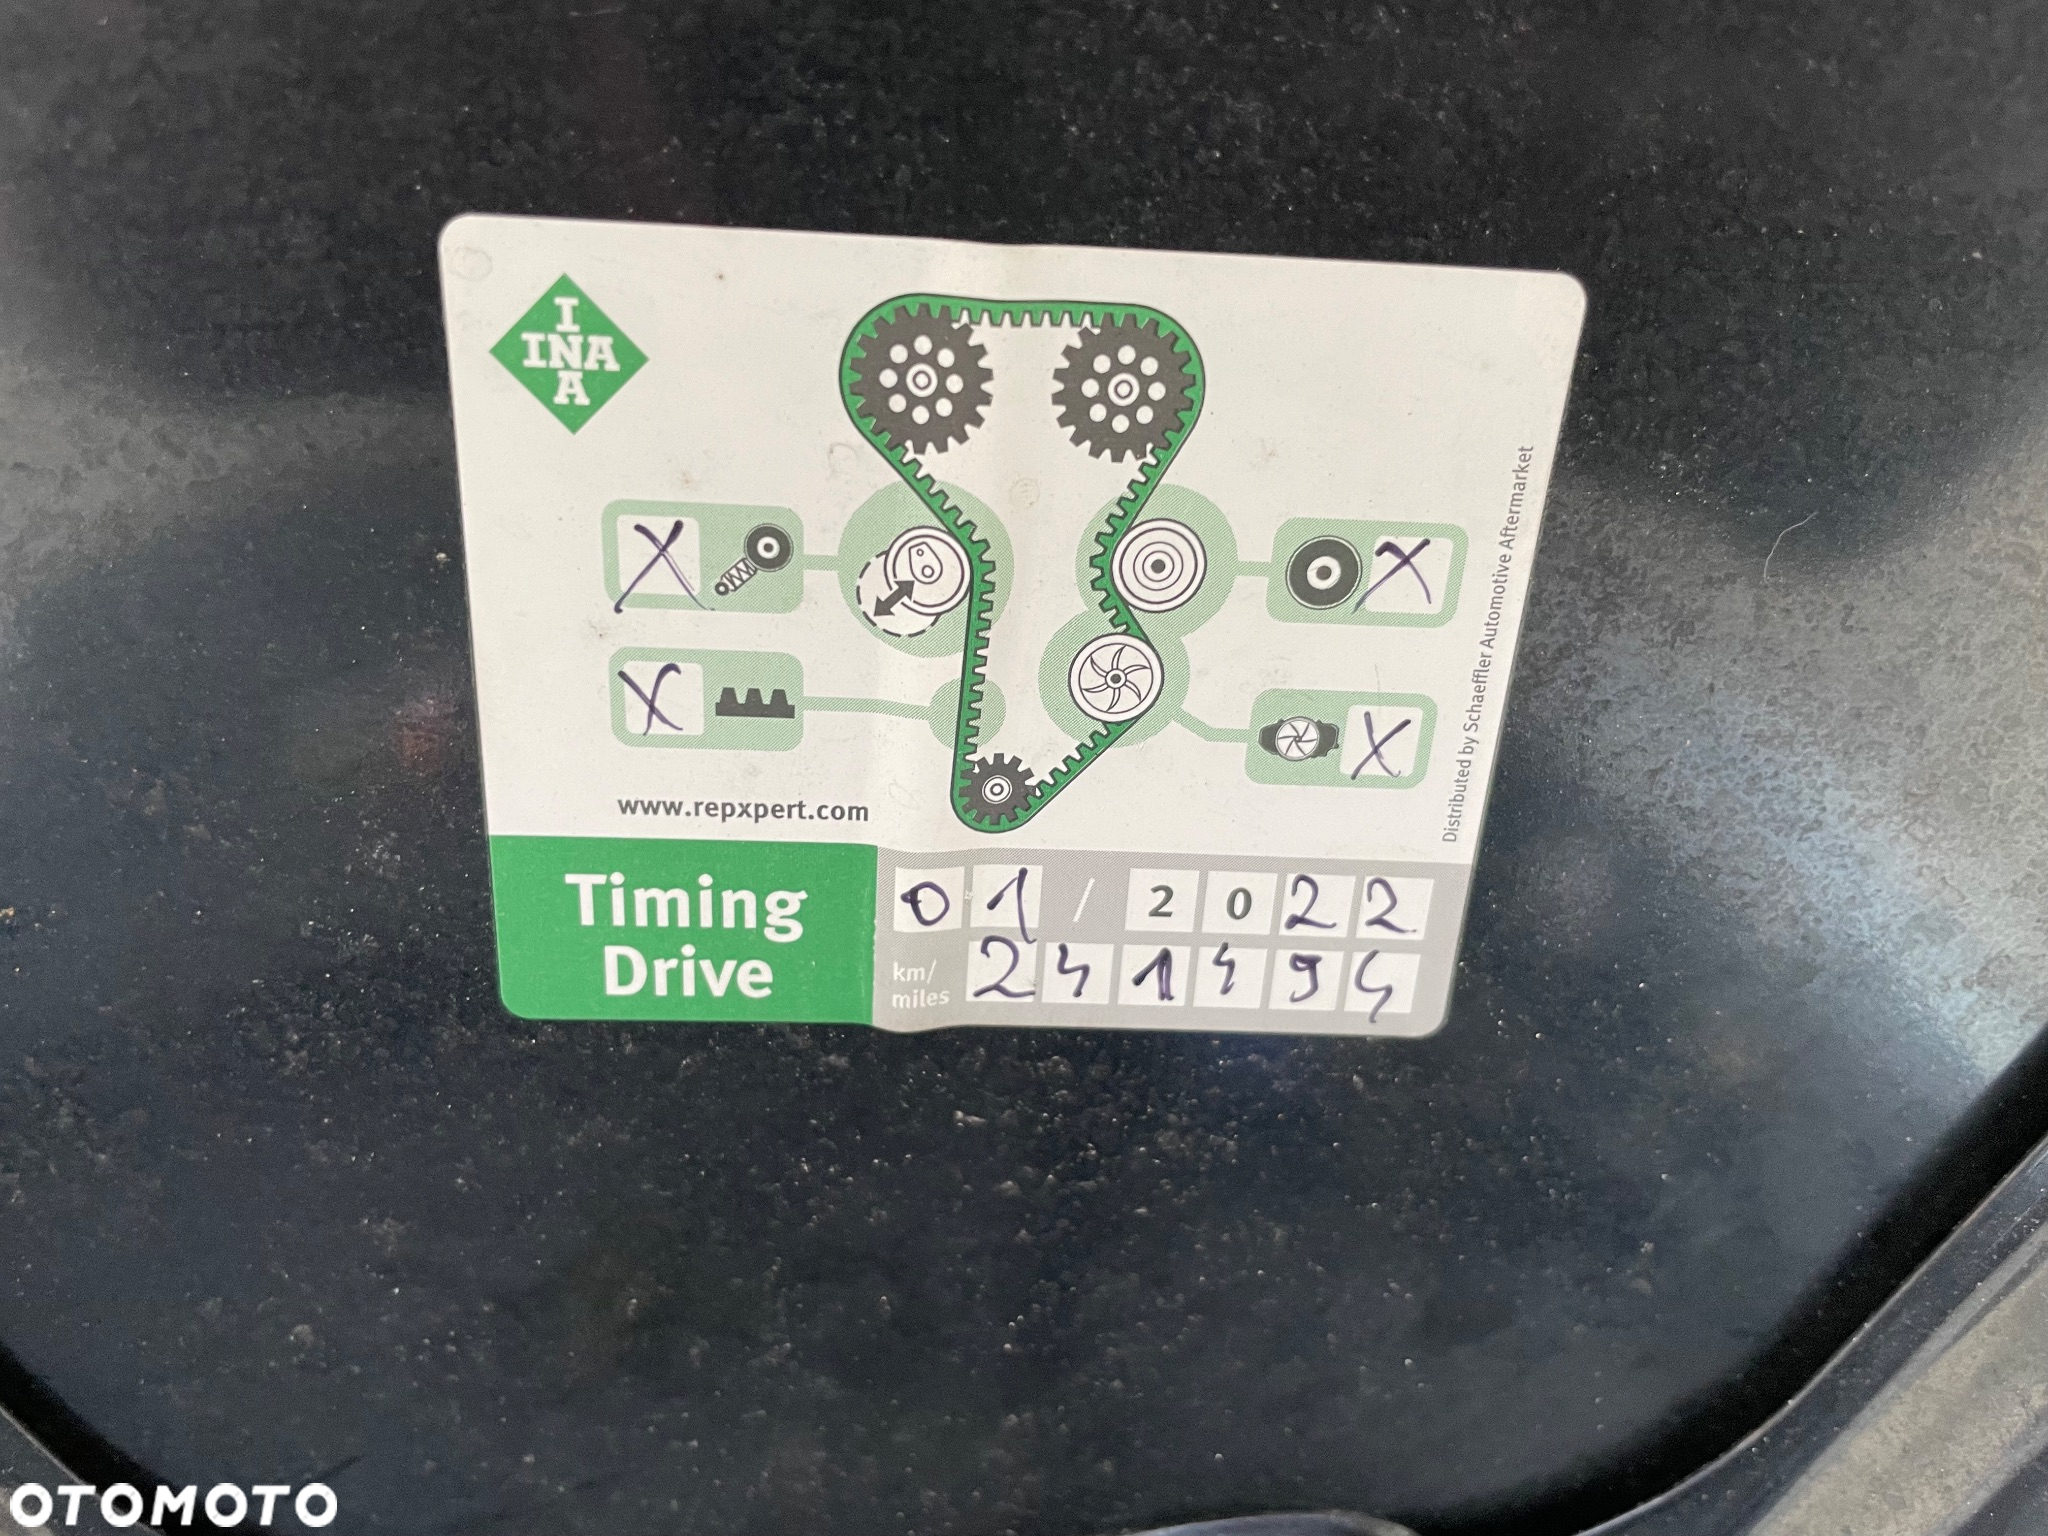 I
INA
A
X
X
X
X
www.repxpert.com
Distributed by Schaeffler Automotive Aftermarket
Timing
Drive
01 / 2022
km/
miles
241494
OTOMOTO